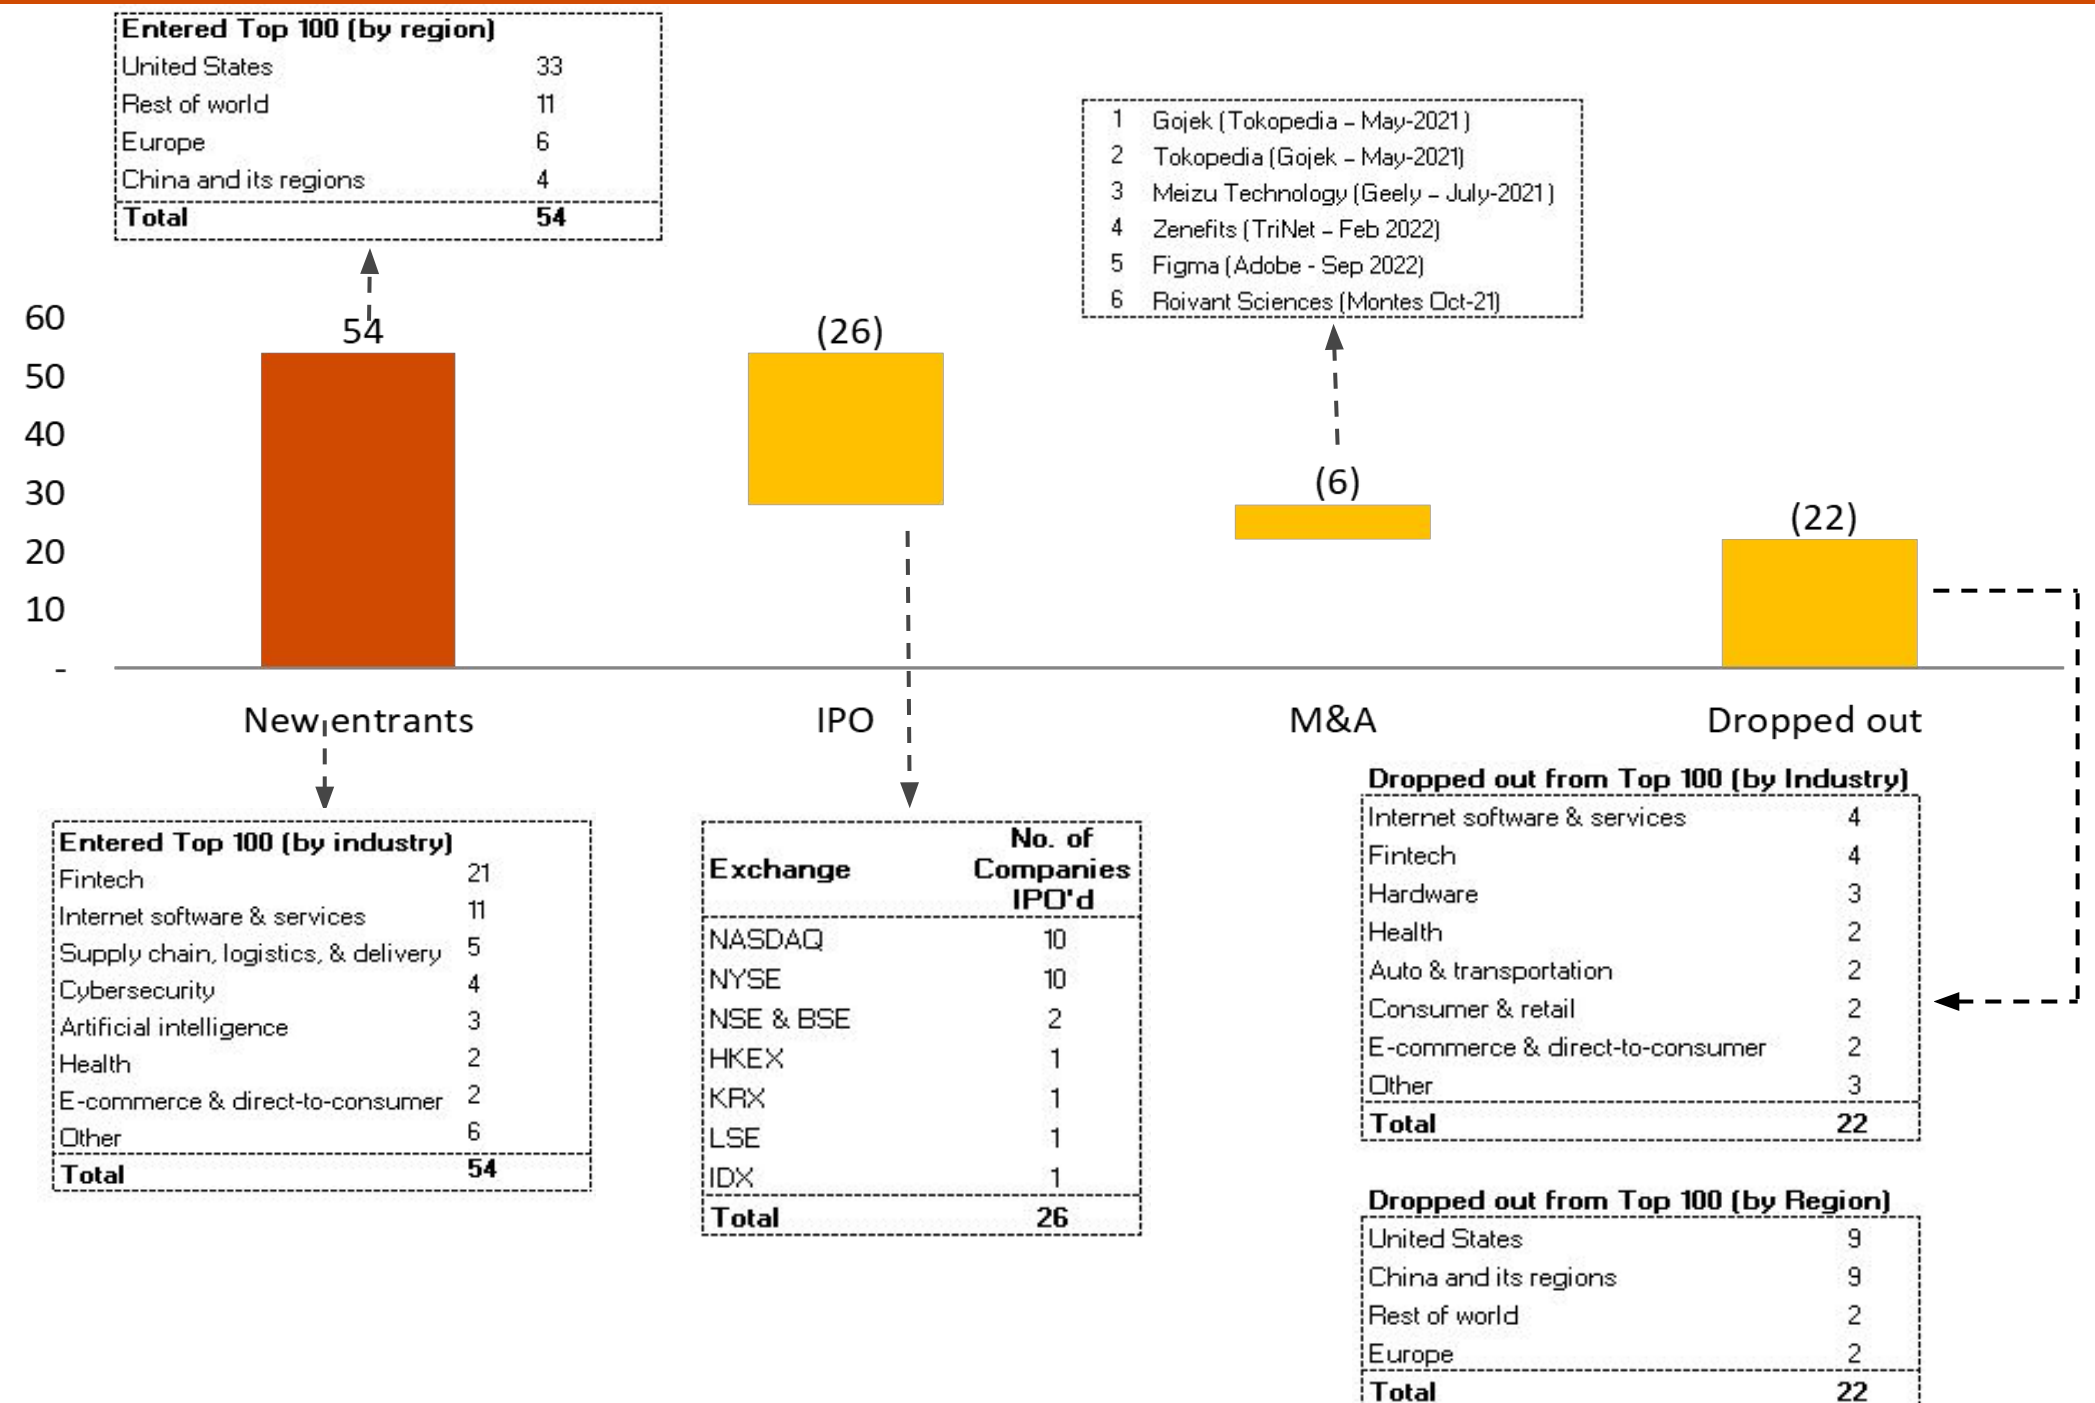 Entered Top 100 (by region)
United States 33
Rest of world 11
Europe 6
China and its regions 4
Total 54
1 Gojek (Tokopedia – May-2021)
2 Tokopedia (Gojek – May-2021)
3 Meizu Technology (Geely – July-2021)
4 Zenefits (TriNet – Feb 2022)
5 Figma (Adobe - Sep 2022)
6 Roivant Sciences (Montes Oct-21)
60
50
40
30
20
10
-
54
(26)
(6)
(22)
New entrants
IPO
M&A
Dropped out
Entered Top 100 (by industry)
Fintech 21
Internet software & services 11
Supply chain, logistics, & delivery 5
Cybersecurity 4
Artificial intelligence 3
Health 2
E-commerce & direct-to-consumer 2
Other 6
Total 54
Exchange No. of
Companies
IPO'd
NASDAQ 10
NYSE 10
NSE & BSE 2
HKEX 1
KRX 1
LSE 1
IDX 1
Total 26
Dropped out from Top 100 (by Industry)
Internet software & services 4
Fintech 4
Hardware 3
Health 2
Auto & transportation 2
Consumer & retail 2
E-commerce & direct-to-consumer 2
Other 3
Total 22
Dropped out from Top 100 (by Region)
United States 9
China and its regions 9
Rest of world 2
Europe 2
Total 22